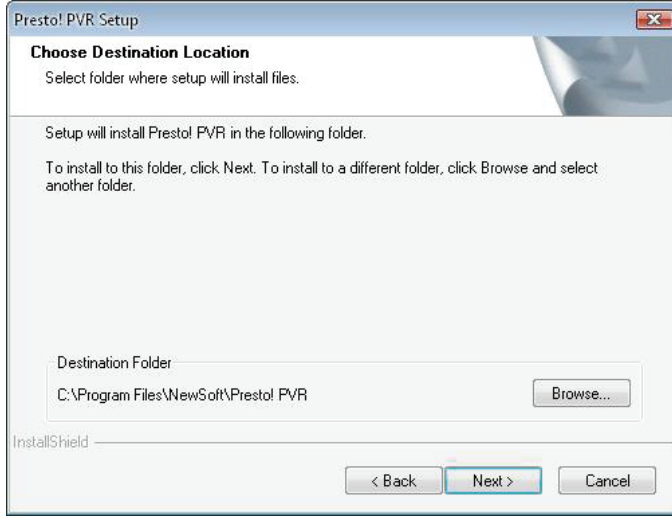 Presto! PVR Setup
Choose Destination Location
Select folder where setup will install files.
Setup will install Presto! PVR in the following folder.
To install to this folder, click Next. To install to a different folder, click Browse and select
another folder.
Destination Folder
C:\Program Files\NewSoft\Presto! PVR
Browse...
InstallShield
< Back
Next >
Cancel